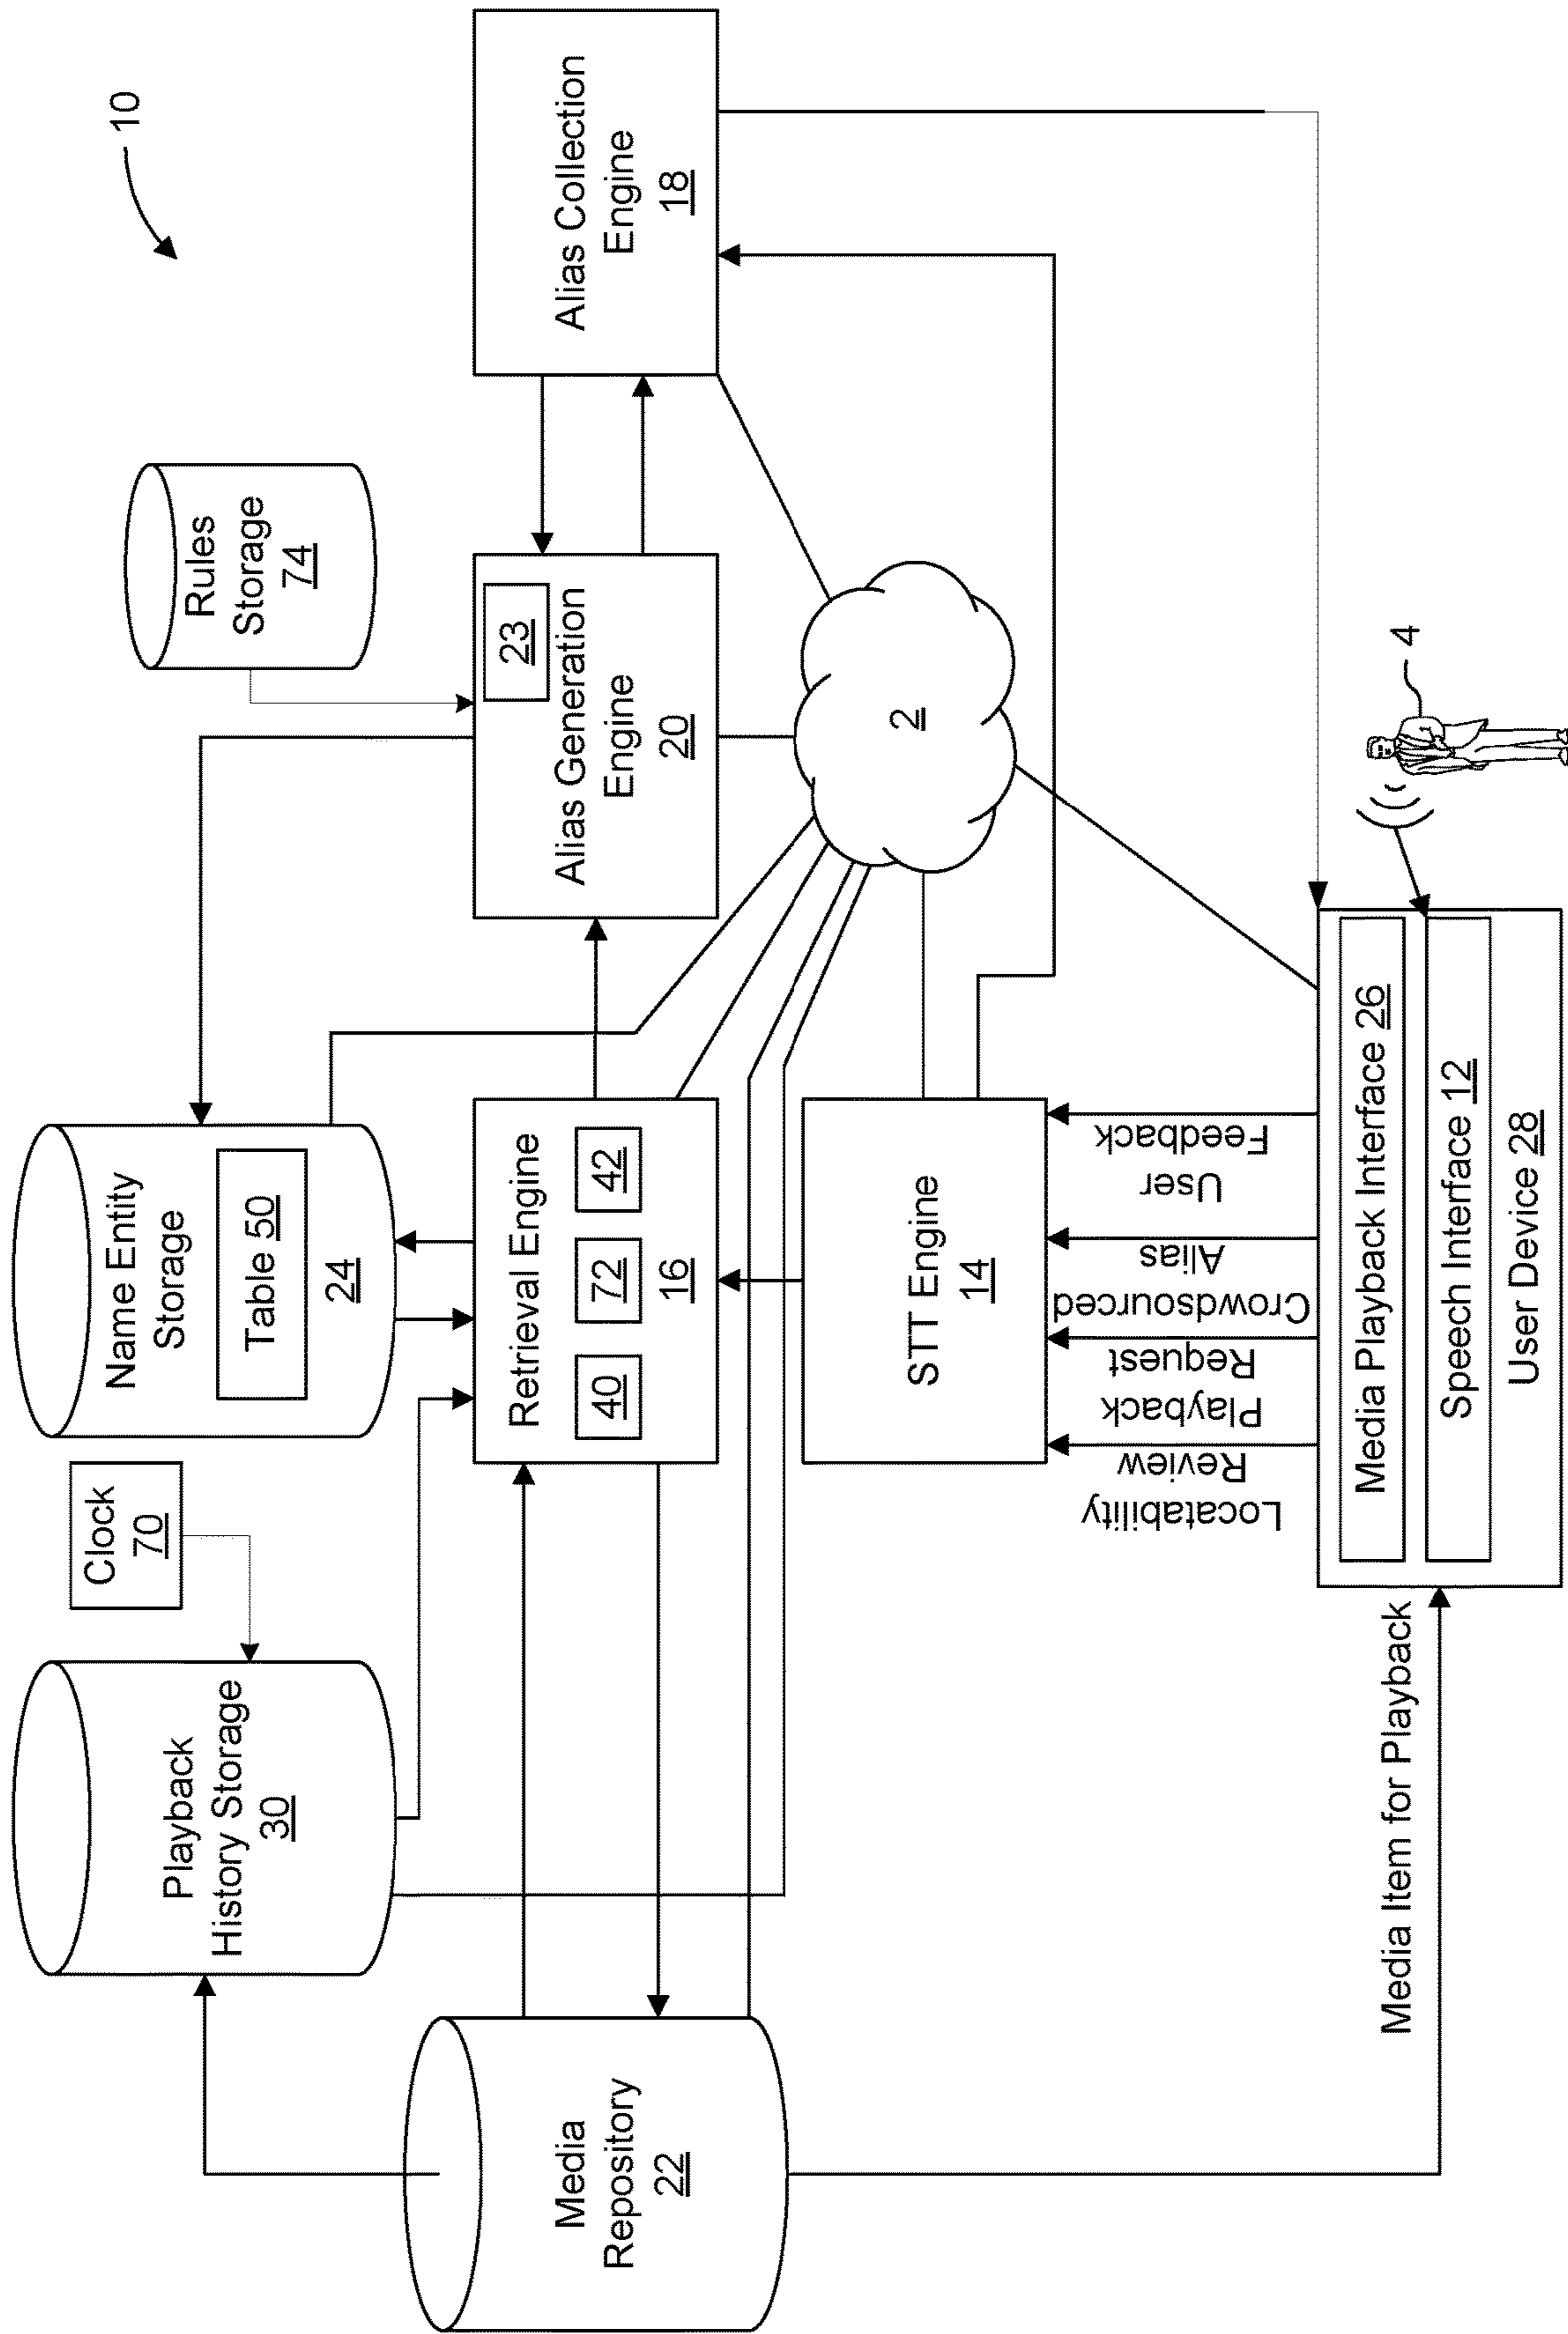 10
Playback
History Storage
30
Clock
70
Name Entity
Storage
Table 50
24
Rules
Storage
74
Media
Repository
22
Retrieval Engine
40
72
42
16
Alias Generation
Engine
20
23
Alias Collection
Engine
18
STT Engine
14
2
Locatability
Review
Playback
Request
Crowdsourced
Alias
User
Feedback
Media Item for Playback
Media Playback Interface 26
Speech Interface 12
User Device 28
4